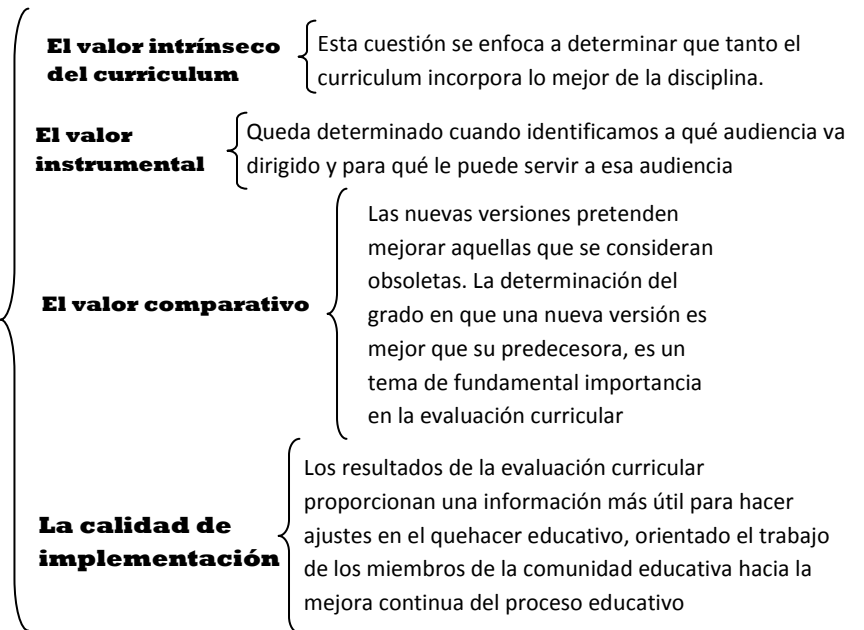 El valor intrínseco
del curriculum
Esta cuestión se enfoca a determinar que tanto el
curriculum incorpora lo mejor de la disciplina.
El valor
instrumental
Queda determinado cuando identificamos a qué audiencia va
dirigido y para qué le puede servir a esa audiencia
El valor comparativo
Las nuevas versiones pretenden
mejorar aquellas que se consideran
obsoletas. La determinación del
grado en que una nueva versión es
mejor que su predecesora, es un
tema de fundamental importancia
en la evaluación curricular
La calidad de
implementación
Los resultados de la evaluación curricular
proporcionan una información más útil para hacer
ajustes en el quehacer educativo, orientado el trabajo
de los miembros de la comunidad educativa hacia la
mejora continua del proceso educativo